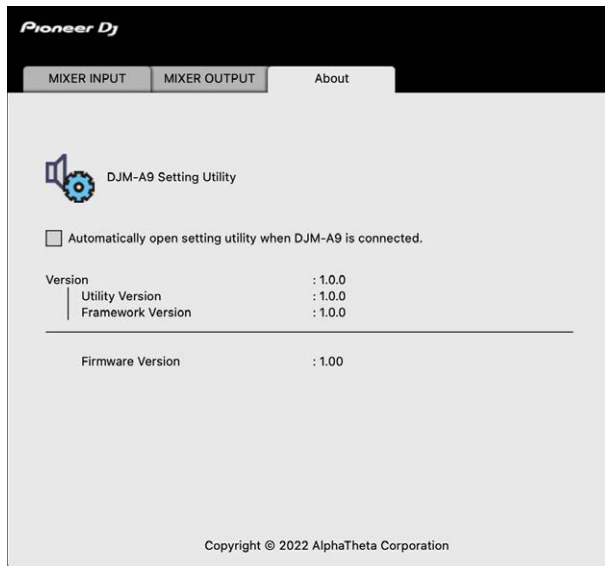 Pioneer Dj
MIXER INPUT MIXER OUTPUT About
DJM-A9 Setting Utility
Automatically open setting utility when DJM-A9 is connected.
Version : 1.0.0
Utility Version : 1.0.0
Framework Version : 1.0.0
Firmware Version : 1.00
Copyright © 2022 AlphaTheta Corporation